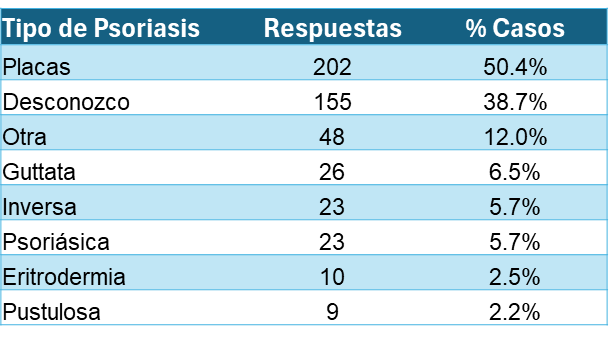 Tipo de Psoriasis Respuestas % Casos
Placas 202 50.4%
Desconozco 155 38.7%
Otra 48 12.0%
Guttata 26 6.5%
Inversa 23 5.7%
Psoriásica 23 5.7%
Eritrodermia 10 2.5%
Pustulosa 9 2.2%